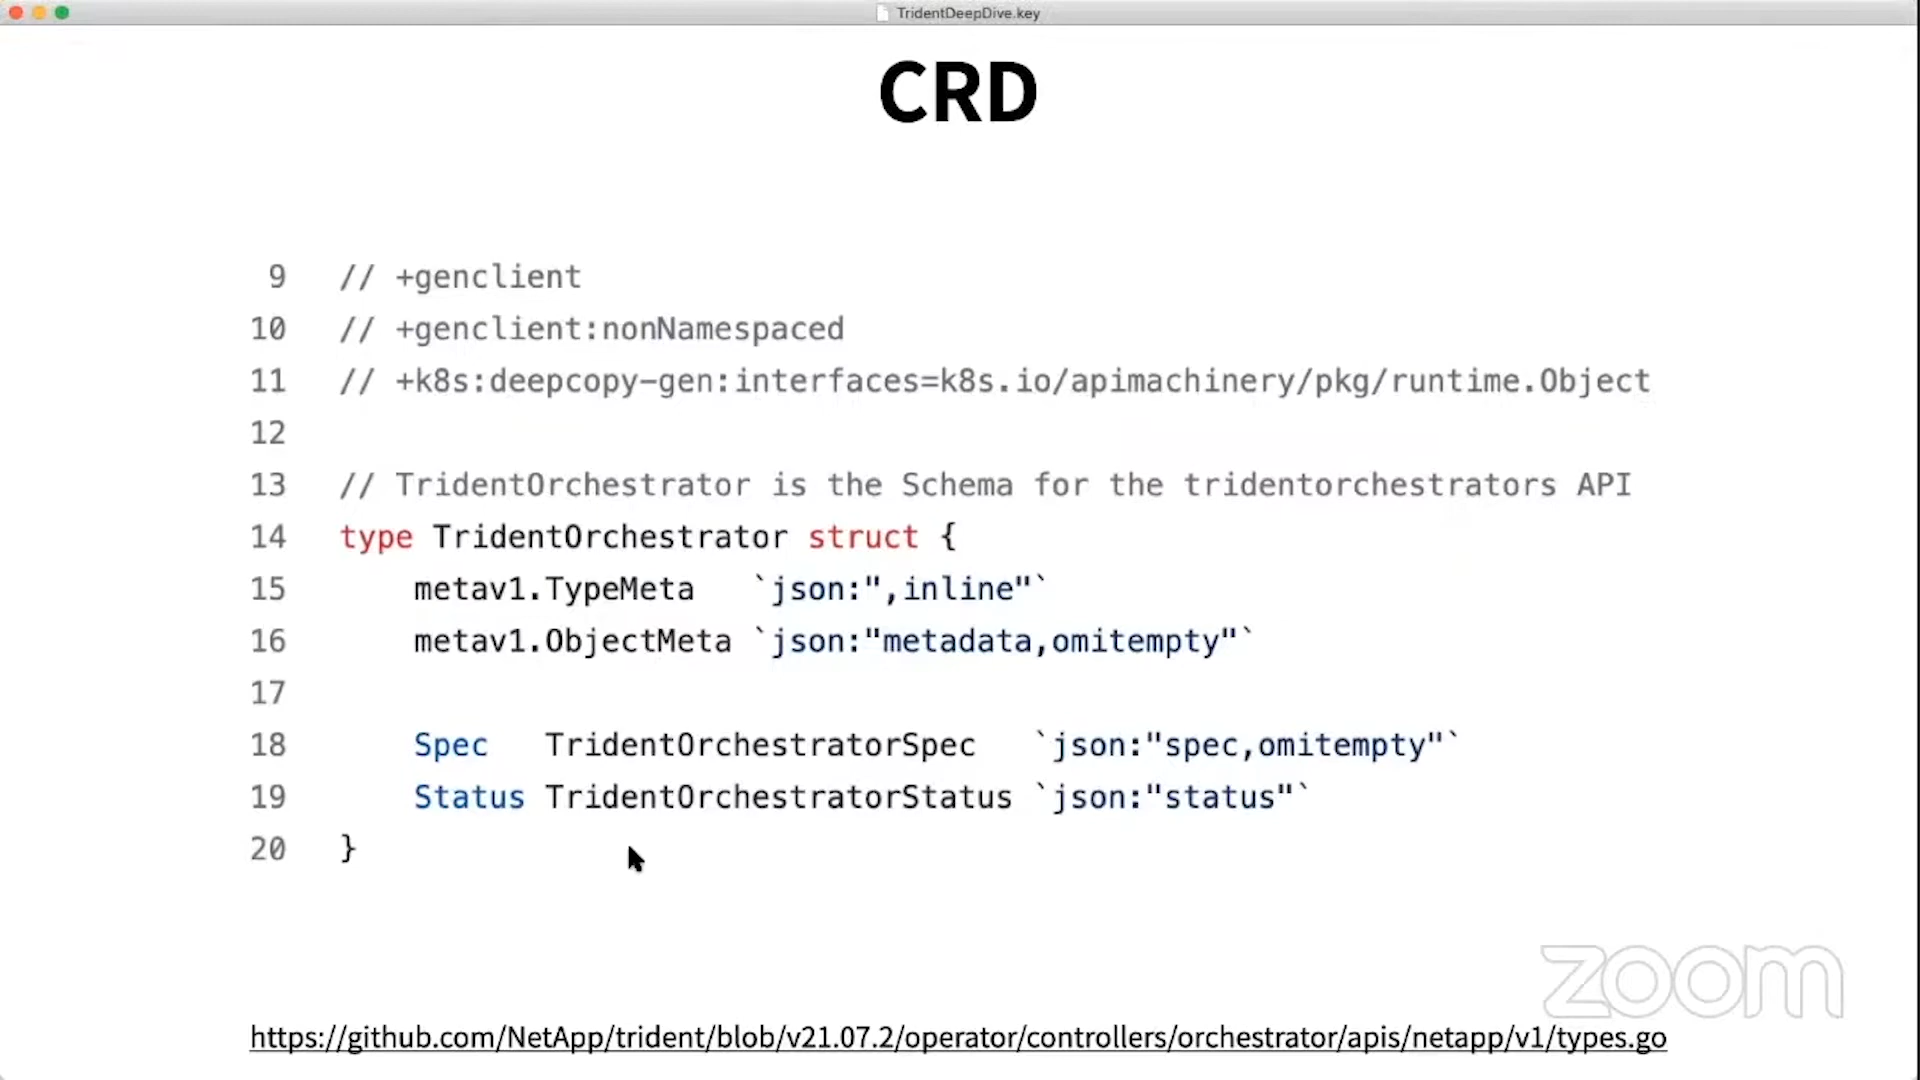 TridentDeepDive.key
CRD
9 // +genclient
10 // +genclient:nonNamespaced
11 // +k8s:deepcopy-gen:interfaces=k8s.io/apimachinery/pkg/runtime.Object
12
13 // TridentOrchestrator is the Schema for the tridentorchestrators API
14 type TridentOrchestrator struct {
15 metav1.TypeMeta `json:",inline"`
16 metav1.ObjectMeta `json:"metadata,omitempty"`
17
18 Spec TridentOrchestratorSpec `json:"spec,omitempty"`
19 Status TridentOrchestratorStatus `json:"status"`
20 }
zoom
https://github.com/NetApp/trident/blob/v21.07.2/operator/controllers/orchestrator/apis/netapp/v1/types.go